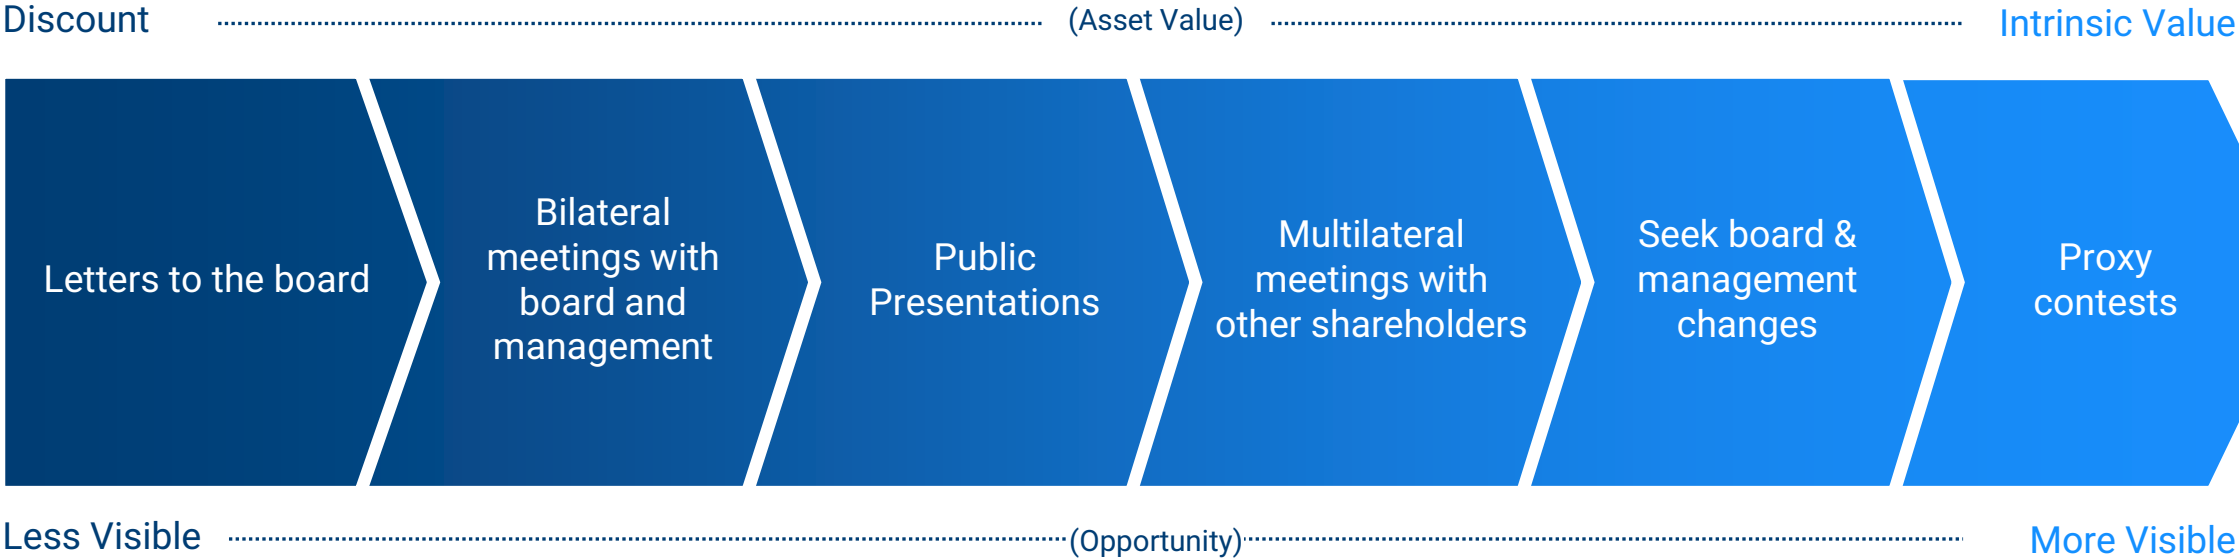 Discount (Asset Value) Intrinsic Value
Letters to the board
Bilateral
meetings with
board and
management
Public
Presentations
Multilateral
meetings with
other shareholders
Seek board &
management
changes
Proxy
contests
Less Visible (Opportunity) More Visible